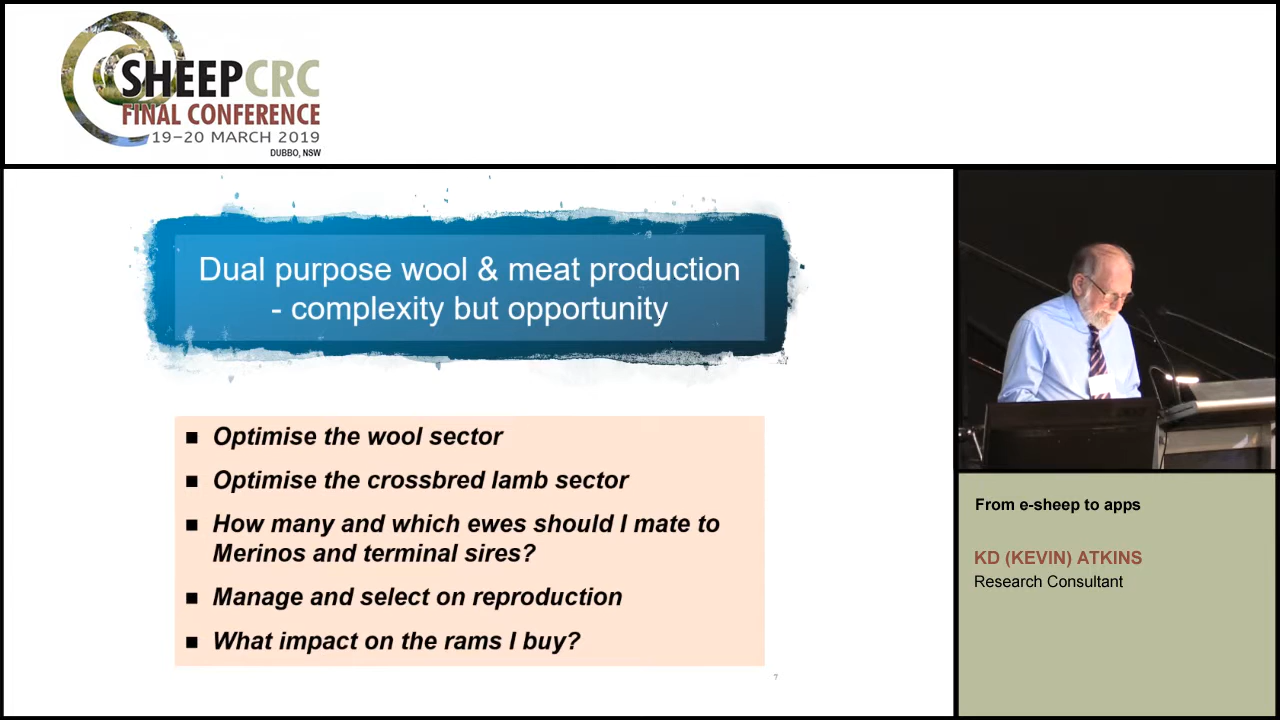 SHEEPCRC
FINAL CONFERENCE
19–20 MARCH 2019
DUBBO, NSW
Dual purpose wool & meat production
- complexity but opportunity
■ Optimise the wool sector
■ Optimise the crossbred lamb sector
■ How many and which ewes should I mate to
Merinos and terminal sires?
■ Manage and select on reproduction
■ What impact on the rams I buy?
7
From e-sheep to apps
KD (KEVIN) ATKINS
Research Consultant